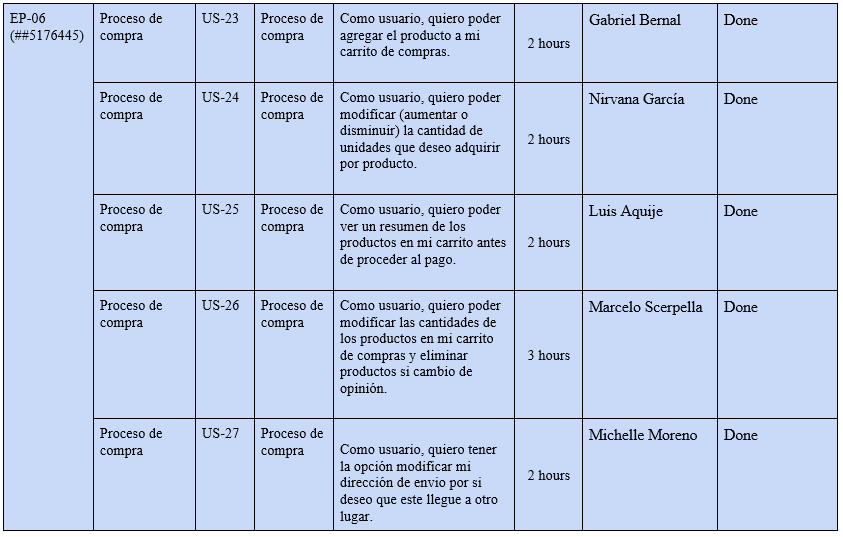 EP-06
(##5176445)
Proceso de
compra
US-23
Proceso de
compra
Como usuario, quiero poder
agregar el producto a mi
carrito de compras.
2 hours
Gabriel Bernal
Done
Proceso de
compra
US-24
Proceso de
compra
Como usuario, quiero poder
modificar (aumentar o
disminuir) la cantidad de
unidades que deseo adquirir
por producto.
2 hours
Nirvana García
Done
Proceso de
compra
US-25
Proceso de
compra
Como usuario, quiero poder
ver un resumen de los
productos en mi carrito antes
de proceder al pago.
2 hours
Luis Aquije
Done
Proceso de
compra
US-26
Proceso de
compra
Como usuario, quiero poder
modificar las cantidades de
los productos en mi carrito
de compras y eliminar
productos si cambio de
opinión.
3 hours
Marcelo Scerpella
Done
Proceso de
compra
US-27
Proceso de
compra
Como usuario, quiero tener
la opción modificar mi
dirección de envio por si
deseo que este llegue a otro
lugar.
2 hours
Michelle Moreno
Done